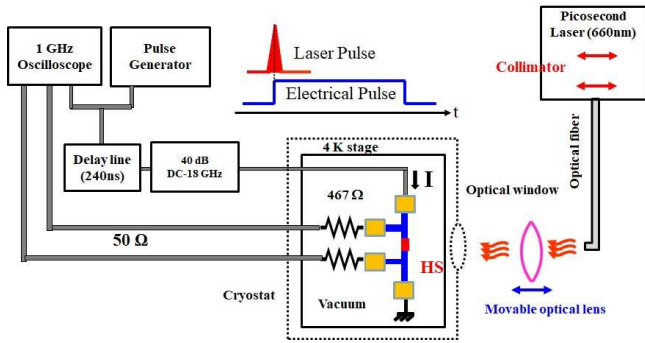 1 GHz
Oscilloscope
Pulse
Generator
Laser Pulse
Electrical Pulse
t
Picosecond
Laser (660nm)
Collimator
Optical fiber
Delay line
(240ns)
40 dB
DC-18 GHz
4 K stage
I
467 Ω
Optical window
50 Ω
HS
Cryostat
Vacuum
Movable optical lens